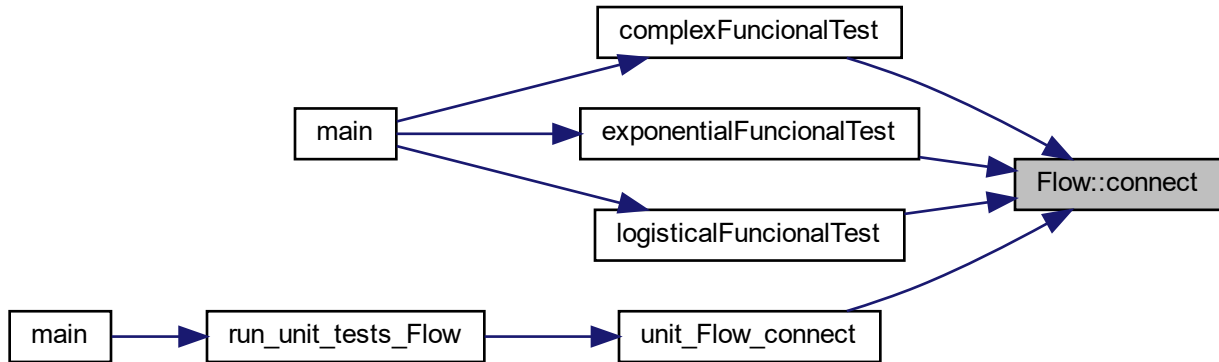 complexFuncionalTest
main
exponentialFuncionalTest
Flow::connect
logisticalFuncionalTest
main
run_unit_tests_Flow
unit_Flow_connect